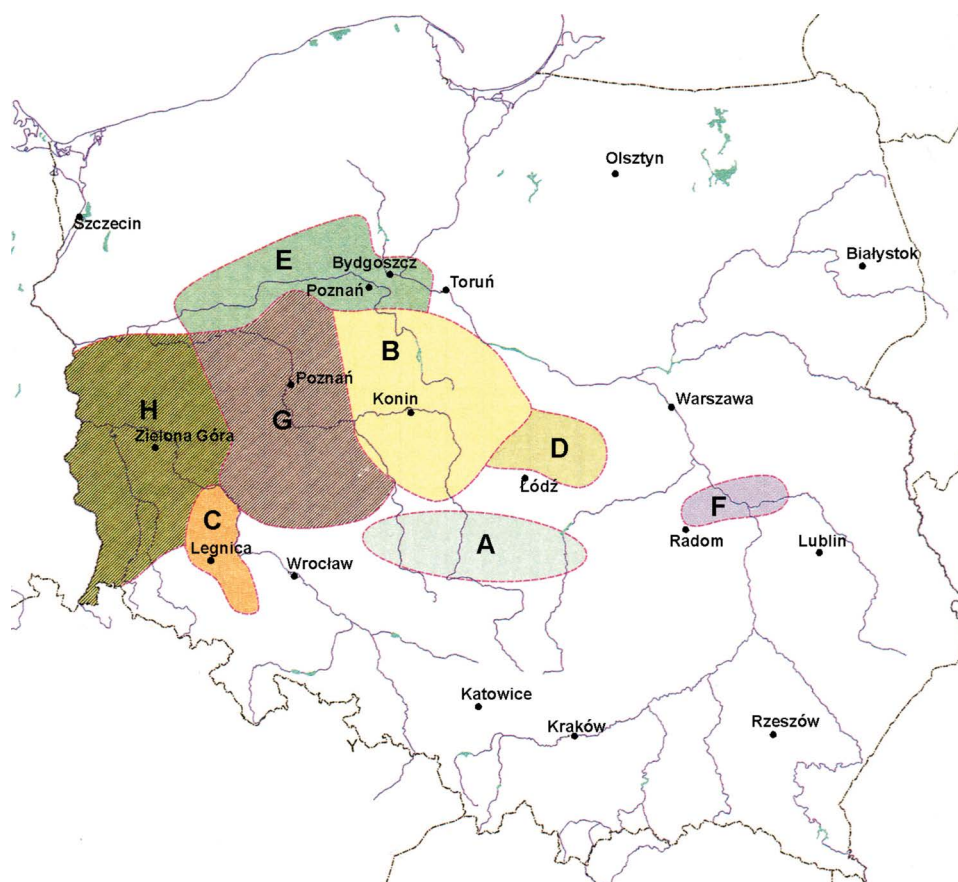 Olsztyn
Szczecin
Białystok
E
Bydgoszcz
Poznań
Toruń
B
Poznań
Warszawa
H
Konin
G
Zielona Góra
D
Łódź
F
C
A
Radom
Legnica
Lublin
Wrocław
Katowice
Rzeszów
Kraków
Y